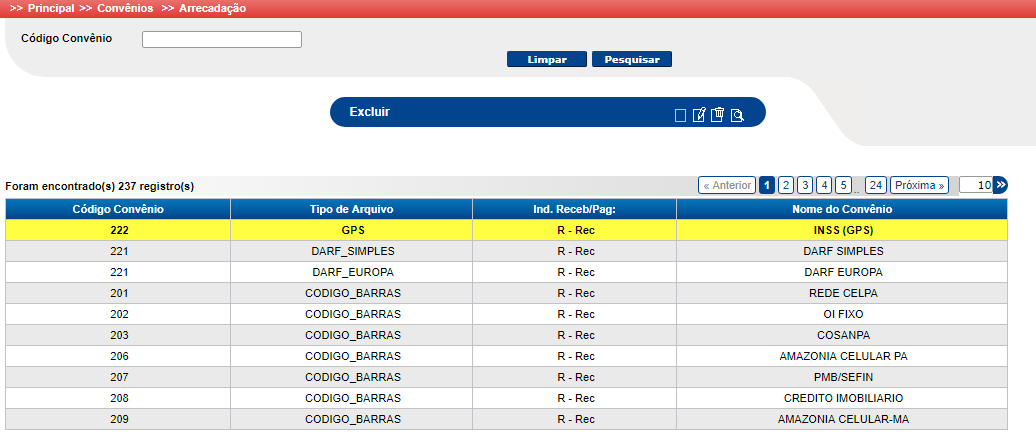 >> Principal >> Convênios >> Arrecadação
Código Convênio
Limpar Pesquisar
Excluir
Foram encontrado(s) 237 registro(s) « Anterior 1 2 3 4 5 .. 24 Próxima » 10 »
Código Convênio Tipo de Arquivo Ind. Receb/Pag: Nome do Convênio
222 GPS R - Rec INSS (GPS)
221 DARF_SIMPLES R - Rec DARF SIMPLES
221 DARF_EUROPA R - Rec DARF EUROPA
201 CODIGO_BARRAS R - Rec REDE CELPA
202 CODIGO_BARRAS R - Rec OI FIXO
203 CODIGO_BARRAS R - Rec COSANPA
206 CODIGO_BARRAS R - Rec AMAZONIA CELULAR PA
207 CODIGO_BARRAS R - Rec PMB/SEFIN
208 CODIGO_BARRAS R - Rec CREDITO IMOBILIARIO
209 CODIGO_BARRAS R - Rec AMAZONIA CELULAR-MA